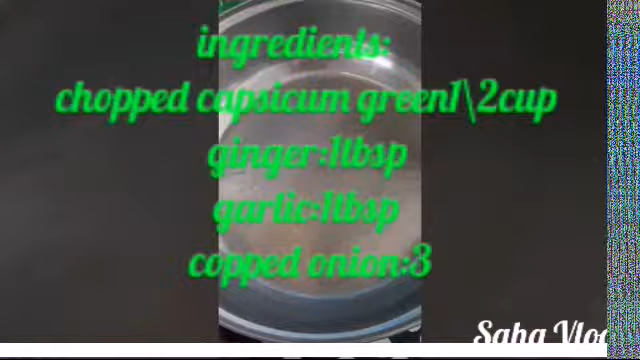 ingredients:
chopped capsicum green1\2cup
ginger:1tbsp
garlic:1tbsp
copped onion:3
Saha Vlog